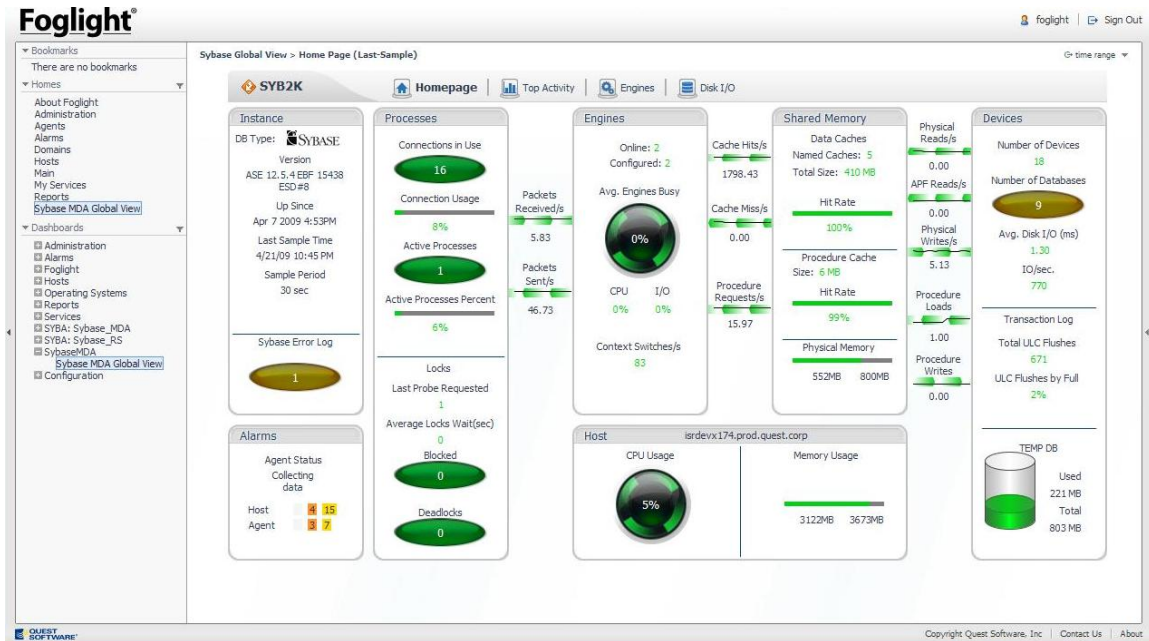 Foglight®
foglight | Sign Out
Bookmarks
There are no bookmarks
Homes
About Foglight
Administration
Agents
Alarms
Domains
Hosts
Main
My Services
Reports
Sybase MDA Global View
Dashboards
Administration
Alarms
Foglight
Hosts
Operating Systems
Reports
Services
SYBA: Sybase_MDA
SYBA: Sybase_RS
SybaseMDA
Sybase MDA Global View
Configuration
Sybase Global View > Home Page (Last-Sample)
time range
SYB2K
Homepage | Top Activity | Engines | Disk I/O
Instance
DB Type: SYBASE
Version
ASE 12.5.4 EBF 15438
ESD#8
Up Since
Apr 7 2009 4:53PM
Last Sample Time
4/21/09 10:45 PM
Sample Period
30 sec
Sybase Error Log
1
Alarms
Agent Status
Collecting
data
Host 4 15
Agent 3 7
Processes
Connections in Use
16
Connection Usage
8%
Active Processes
1
Active Processes Percent
6%
Locks
Last Probe Requested
1
Average Locks Wait(sec)
0
Blocked
0
Deadlocks
0
Packets
Received/s
5.83
Packets
Sent/s
46.73
Engines
Online: 2
Configured: 2
Avg. Engines Busy
0%
CPU I/O
0% 0%
Context Switches/s
83
Cache Hits/s
1798.43
Cache Miss/s
0.00
Procedure
Requests/s
15.97
Shared Memory
Data Caches
Named Caches: 5
Total Size: 410 MB
Hit Rate
100%
Procedure Cache
Size: 6 MB
Hit Rate
99%
Physical Memory
552MB 800MB
Physical
Reads/s
0.00
APF Reads/s
0.00
Physical
Writes/s
5.13
Procedure
Loads
1.00
Procedure
Writes
0.00
Devices
Number of Devices
18
Number of Databases
9
Avg. Disk I/O (ms)
1.30
IO/sec.
770
Transaction Log
Total ULC Flushes
671
ULC Flushes by Full
2%
TEMP DB
Used
221 MB
Total
803 MB
Host isrdevx174.prod.quest.corp
CPU Usage
5%
Memory Usage
3122MB 3673MB
QUEST
SOFTWARE
Copyright Quest Software, Inc | Contact Us | About